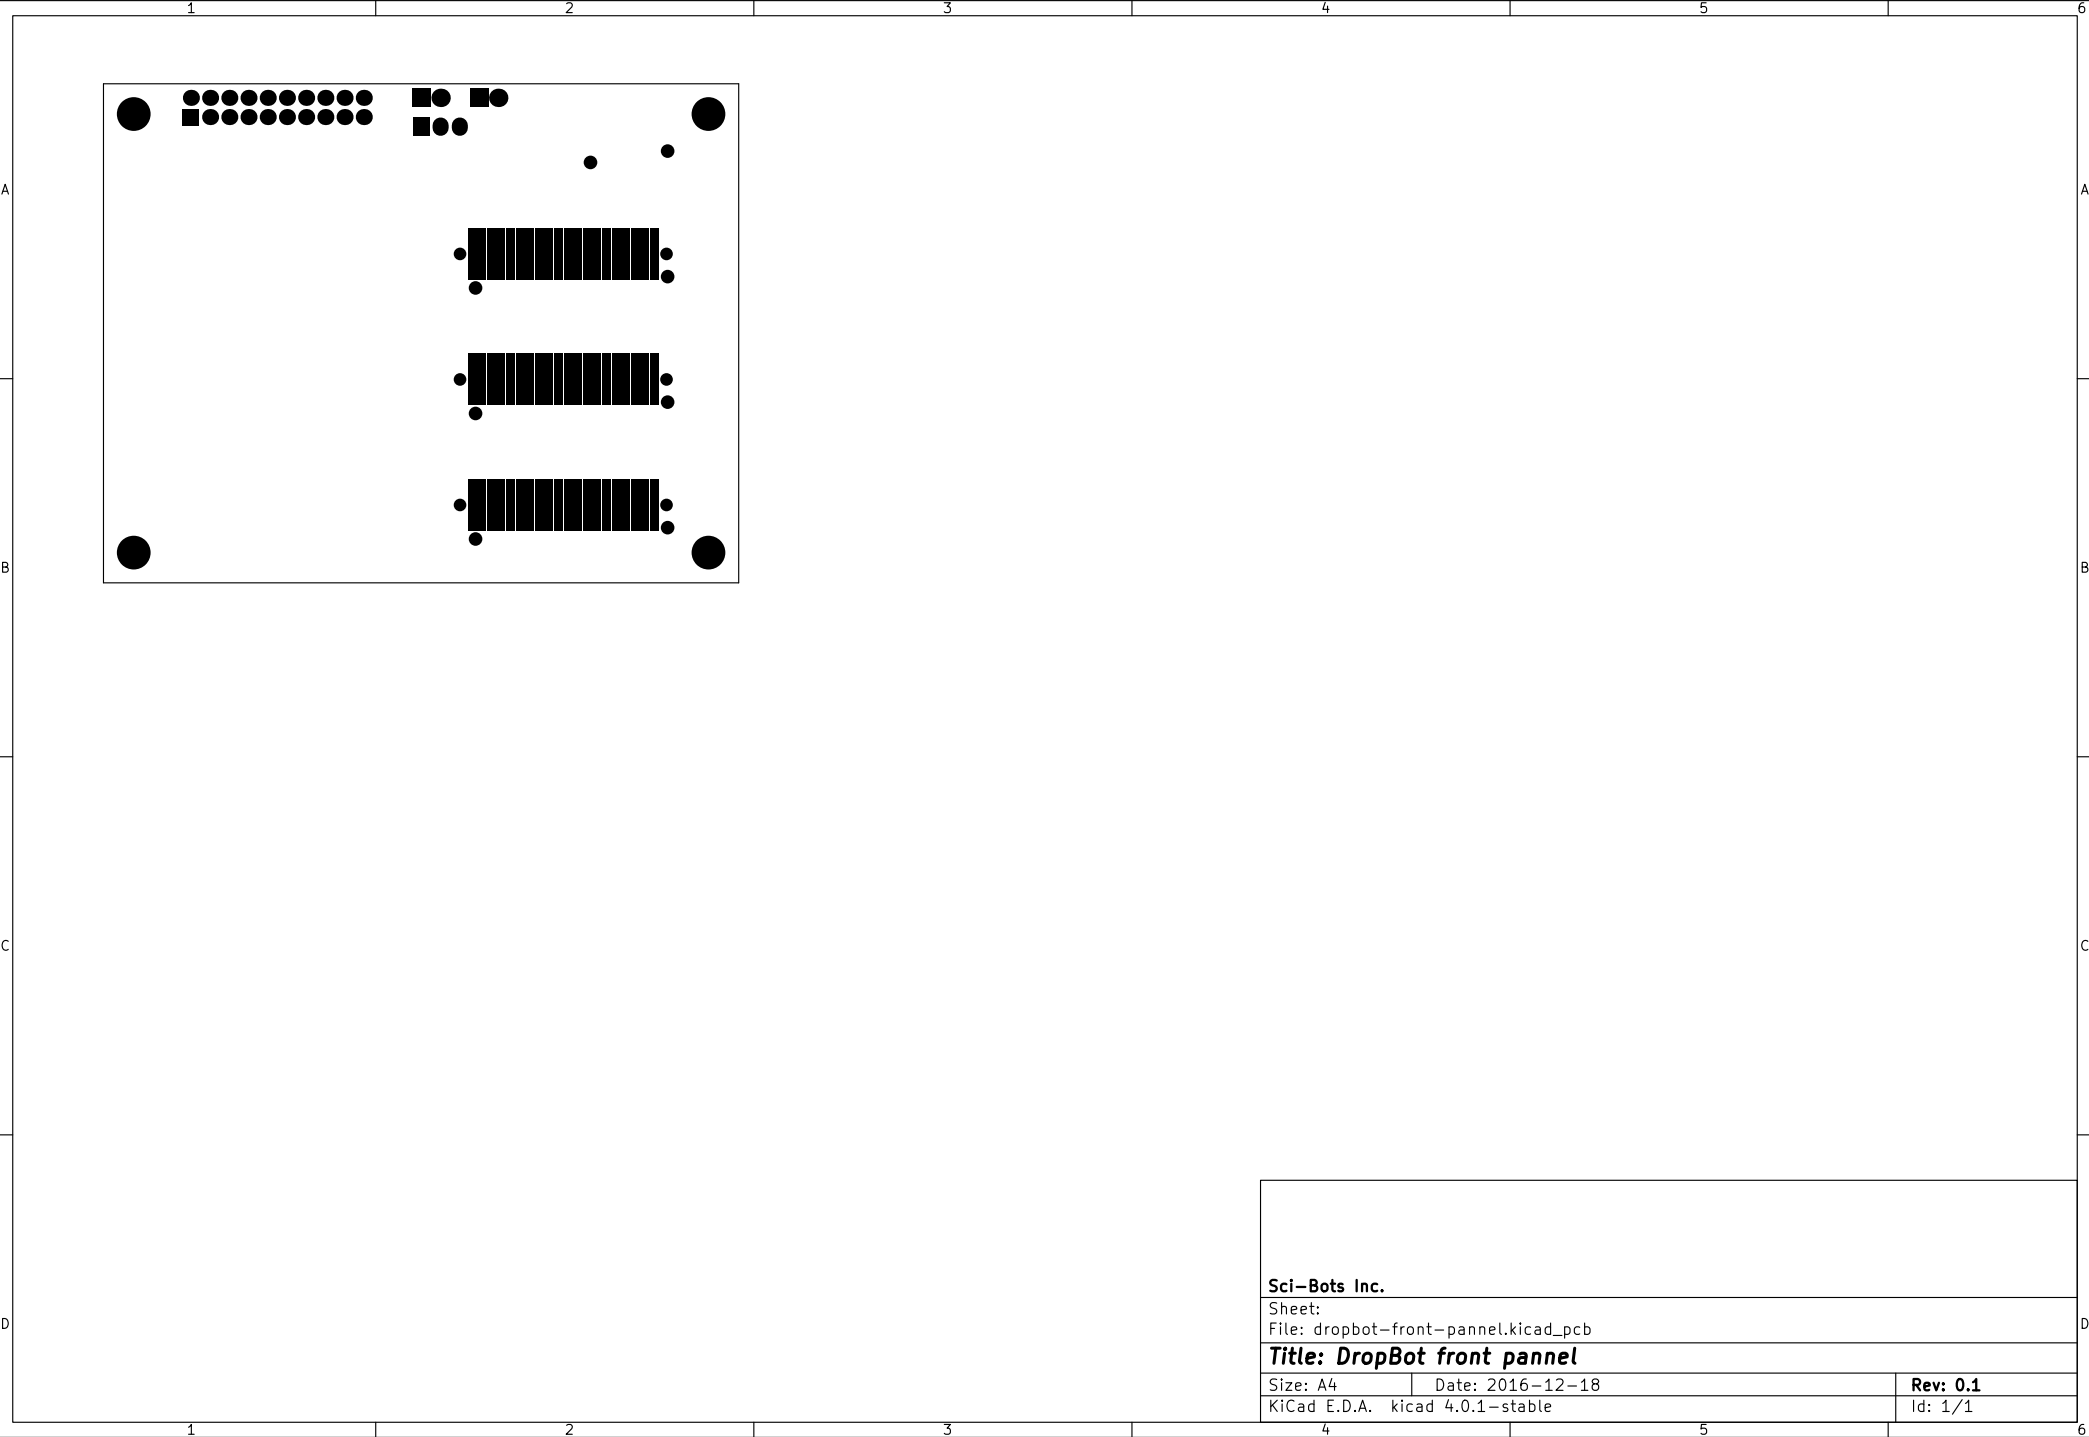 1 2 3 4 5 6
A A
B B
C C
D D
Sci-Bots Inc.
Sheet:
File: dropbot-front-pannel.kicad_pcb
Title: DropBot front pannel
Size: A4 Date: 2016-12-18 Rev: 0.1
KiCad E.D.A. kicad 4.0.1-stable Id: 1/1
1 2 3 4 5 6